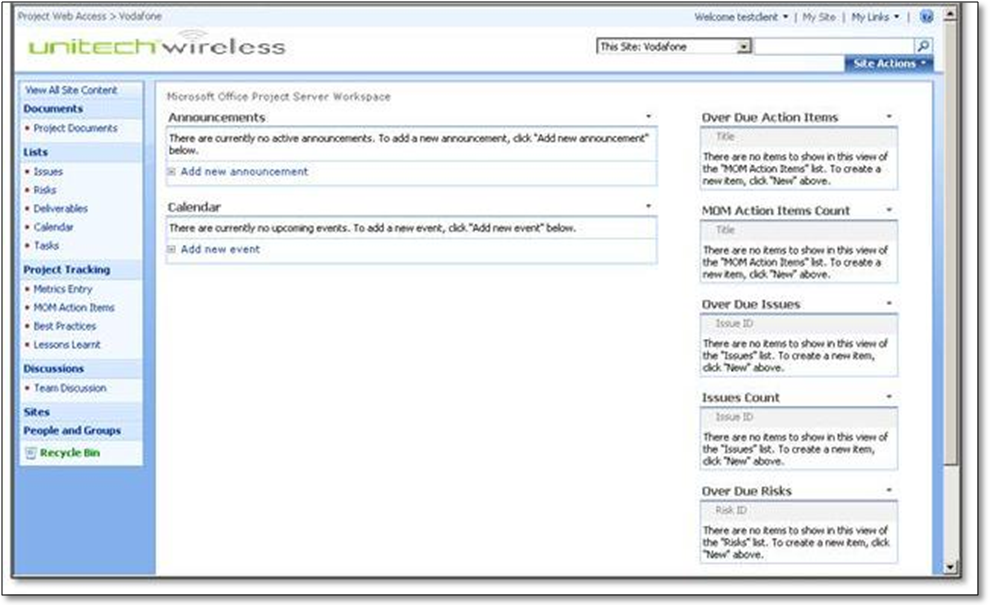 Project Web Access > Vodafone
Welcome testclient | My Site | My Links |
unitech wireless
This Site: Vodafone
Site Actions
View All Site Content
Documents
Project Documents
Lists
Issues
Risks
Deliverables
Calendar
Tasks
Project Tracking
Metrics Entry
MOM Action Items
Best Practices
Lessons Learnt
Discussions
Team Discussion
Sites
People and Groups
Recycle Bin
Microsoft Office Project Server Workspace
Announcements
There are currently no active announcements. To add a new announcement, click "Add new announcement"
below.
Add new announcement
Calendar
There are currently no upcoming events. To add a new event, click "Add new event" below.
Add new event
Over Due Action Items
Title
There are no items to show in this view of
the "MOM Action Items" list. To create a
new item, click "New" above.
MOM Action Items Count
Title
There are no items to show in this view of
the "MOM Action Items" list. To create a
new item, click "New" above.
Over Due Issues
Issue ID
There are no items to show in this view of
the "Issues" list. To create a new item,
click "New" above.
Issues Count
Issue ID
There are no items to show in this view of
the "Issues" list. To create a new item,
click "New" above.
Over Due Risks
Risk ID
There are no items to show in this view of
the "Risks" list. To create a new item, click
"New" above.